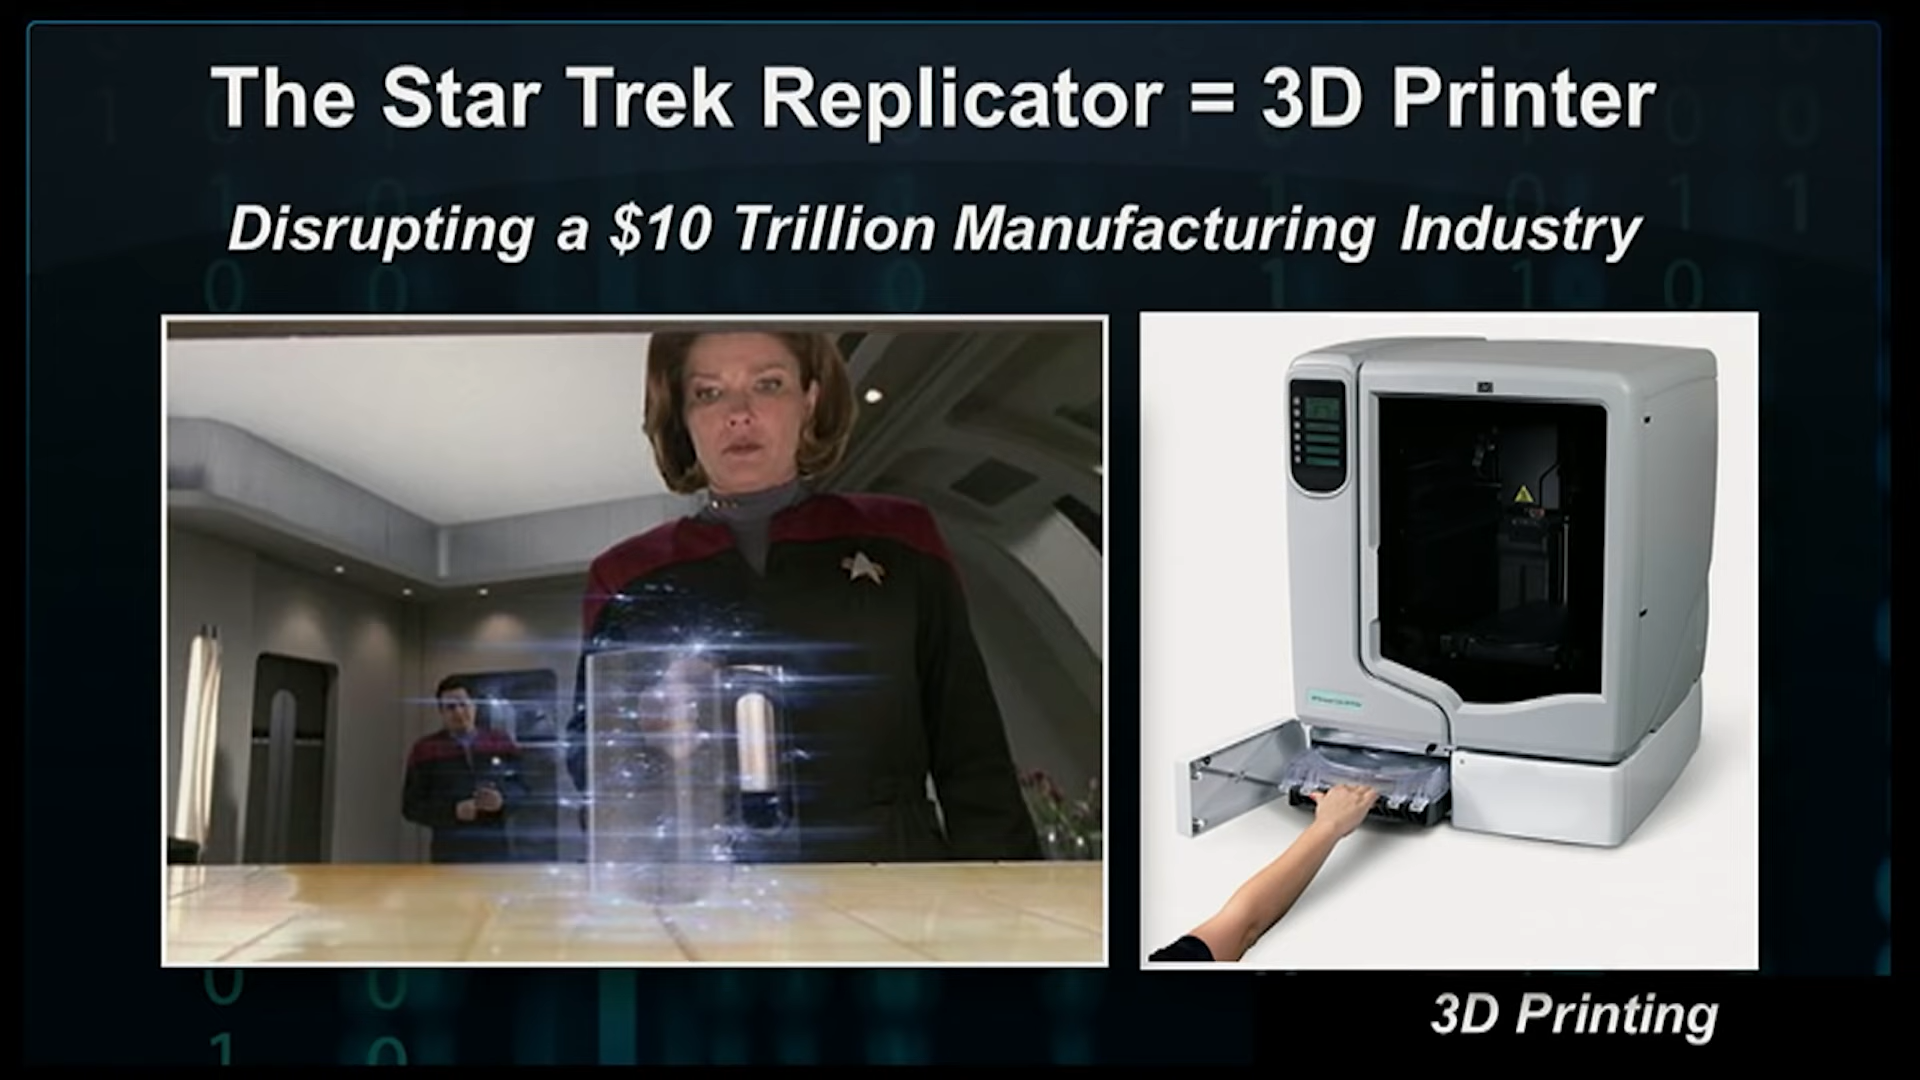 The Star Trek Replicator = 3D Printer
Disrupting a $10 Trillion Manufacturing Industry
3D Printing